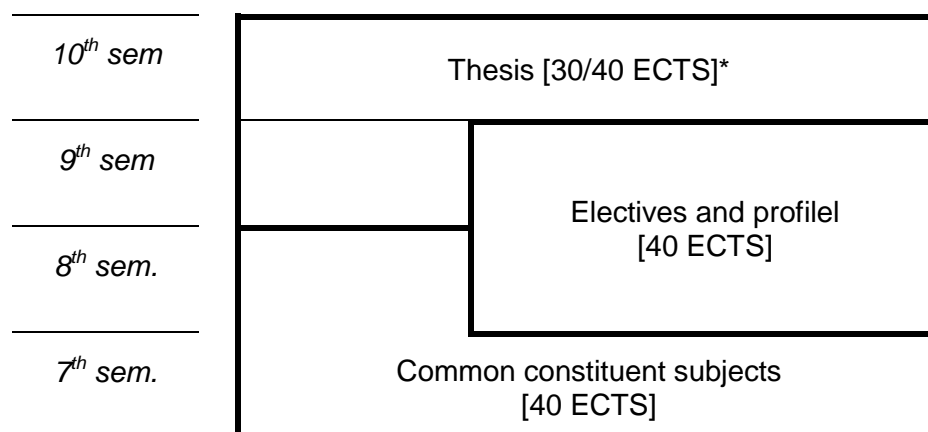 10th sem
Thesis [30/40 ECTS]*
9th sem
Electives and profilel
[40 ECTS]
8th sem.
7th sem.
Common constituent subjects
[40 ECTS]